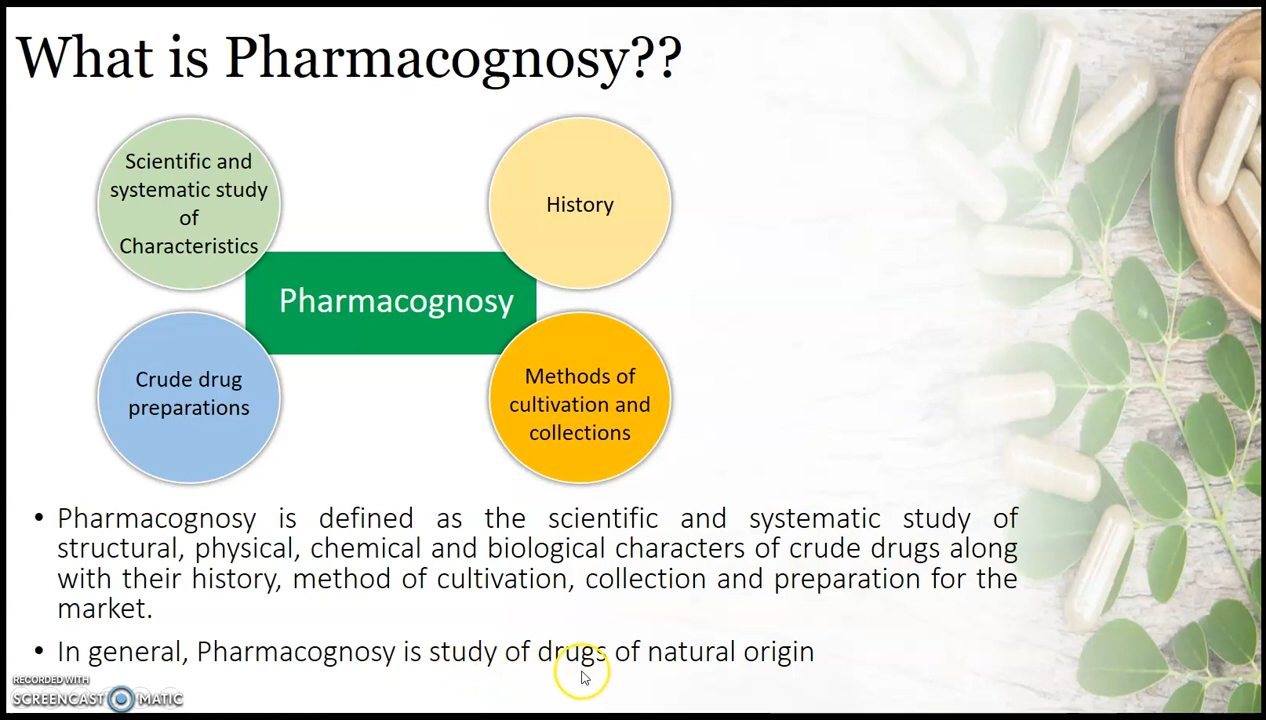 What is Pharmacognosy??
Scientific and
systematic study
of
Characteristics
History
Pharmacognosy
Crude drug
preparations
Methods of
cultivation and
collections
• Pharmacognosy is defined as the scientific and systematic study of
structural, physical, chemical and biological characters of crude drugs along
with their history, method of cultivation, collection and preparation for the
market.
• In general, Pharmacognosy is study of drugs of natural origin
RECORDED WITH
SCREENCAST MATIC